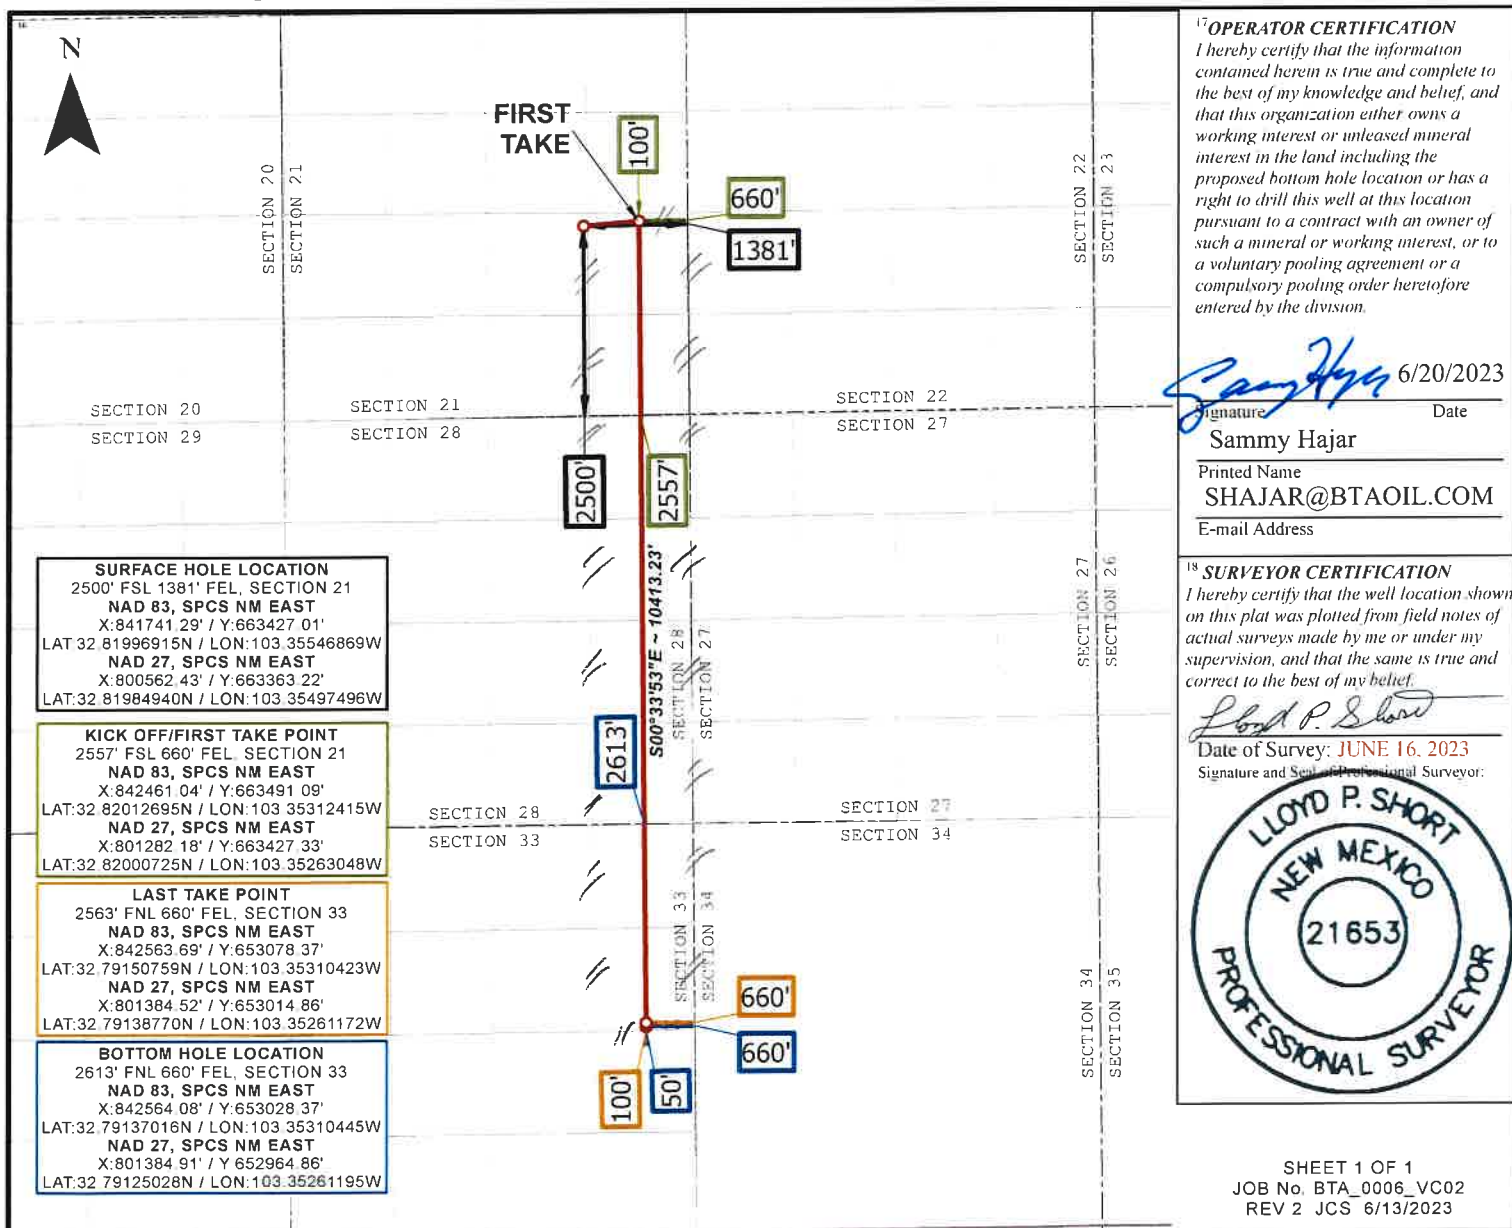 16
N
FIRST
TAKE
100'
660'
1381'
SECTION 20
SECTION 21
SECTION 22
SECTION 23
SECTION 20
SECTION 29
SECTION 21
SECTION 28
SECTION 22
SECTION 27
2500'
2557'
S00°33'53"E ~ 10413.23'
SECTION 28
SECTION 27
SECTION 27
SECTION 26
2613'
SECTION 28
SECTION 33
SECTION 27
SECTION 34
SECTION 33
SECTION 34
SECTION 34
SECTION 35
660'
660'
100'
50'
SURFACE HOLE LOCATION
2500' FSL 1381' FEL, SECTION 21
NAD 83, SPCS NM EAST
X:841741.29' / Y:663427.01'
LAT:32.81996915N / LON:103.35546869W
NAD 27, SPCS NM EAST
X:800562.43' / Y:663363.22'
LAT:32.81984940N / LON:103.35497496W
KICK OFF/FIRST TAKE POINT
2557' FSL 660' FEL, SECTION 21
NAD 83, SPCS NM EAST
X:842461.04' / Y:663491.09'
LAT:32.82012695N / LON:103.35312415W
NAD 27, SPCS NM EAST
X:801282.18' / Y:663427.33'
LAT:32.82000725N / LON:103.35263048W
LAST TAKE POINT
2563' FNL 660' FEL, SECTION 33
NAD 83, SPCS NM EAST
X:842563.69' / Y:653078.37'
LAT:32.79150759N / LON:103.35310423W
NAD 27, SPCS NM EAST
X:801384.52' / Y:653014.86'
LAT:32.79138770N / LON:103.35261172W
BOTTOM HOLE LOCATION
2613' FNL 660' FEL, SECTION 33
NAD 83, SPCS NM EAST
X:842564.08' / Y:653028.37'
LAT:32.79137016N / LON:103.35310445W
NAD 27, SPCS NM EAST
X:801384.91' / Y 652964.86'
LAT:32 79125028N / LON:103.35261195W
17 OPERATOR CERTIFICATION
I hereby certify that the information
contained herein is true and complete to
the best of my knowledge and belief, and
that this organization either owns a
working interest or unleased mineral
interest in the land including the
proposed bottom hole location or has a
right to drill this well at this location
pursuant to a contract with an owner of
such a mineral or working interest, or to
a voluntary pooling agreement or a
compulsory pooling order heretofore
entered by the division.
6/20/2023
Signature Date
Sammy Hajar
Printed Name
SHAJAR@BTAOIL.COM
E-mail Address
18 SURVEYOR CERTIFICATION
I hereby certify that the well location shown
on this plat was plotted from field notes of
actual surveys made by me or under my
supervision, and that the same is true and
correct to the best of my belief.
Lloyd P. Short
Date of Survey: JUNE 16, 2023
Signature and Seal of Professional Surveyor:
LLOYD P. SHORT
NEW MEXICO
21653
PROFESSIONAL SURVEYOR
SHEET 1 OF 1
JOB No. BTA_0006_VC02
REV 2 JCS 6/13/2023